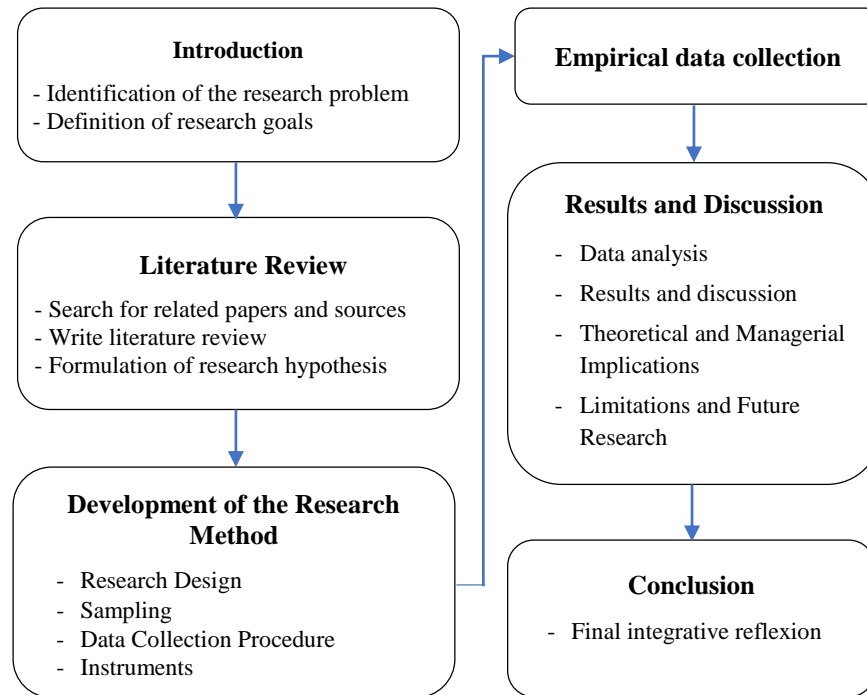 Introduction
- Identification of the research problem
- Definition of research goals
Literature Review
- Search for related papers and sources
- Write literature review
- Formulation of research hypothesis
Development of the Research
Method
- Research Design
- Sampling
- Data Collection Procedure
- Instruments
Empirical data collection
Results and Discussion
- Data analysis
- Results and discussion
- Theoretical and Managerial
Implications
- Limitations and Future
Research
Conclusion
- Final integrative reflexion